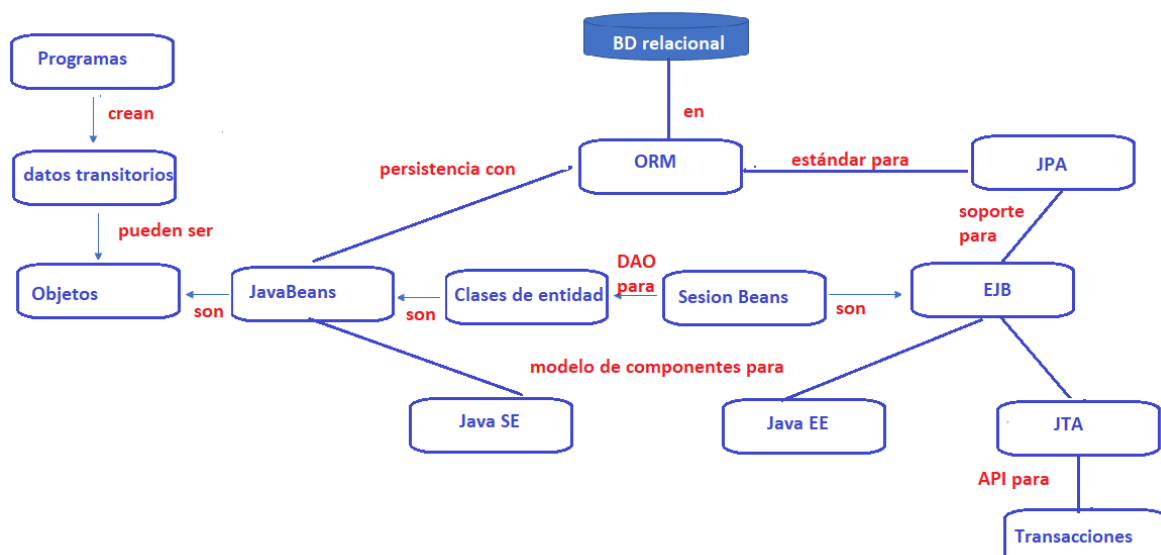 BD relacional
Programas
crean
en
datos transitorios
persistencia con
ORM
estándar para
JPA
pueden ser
soporte
para
Objetos
son
JavaBeans
son
Clases de entidad
DAO
para
Sesion Beans
son
EJB
modelo de componentes para
Java SE
Java EE
JTA
API para
Transacciones